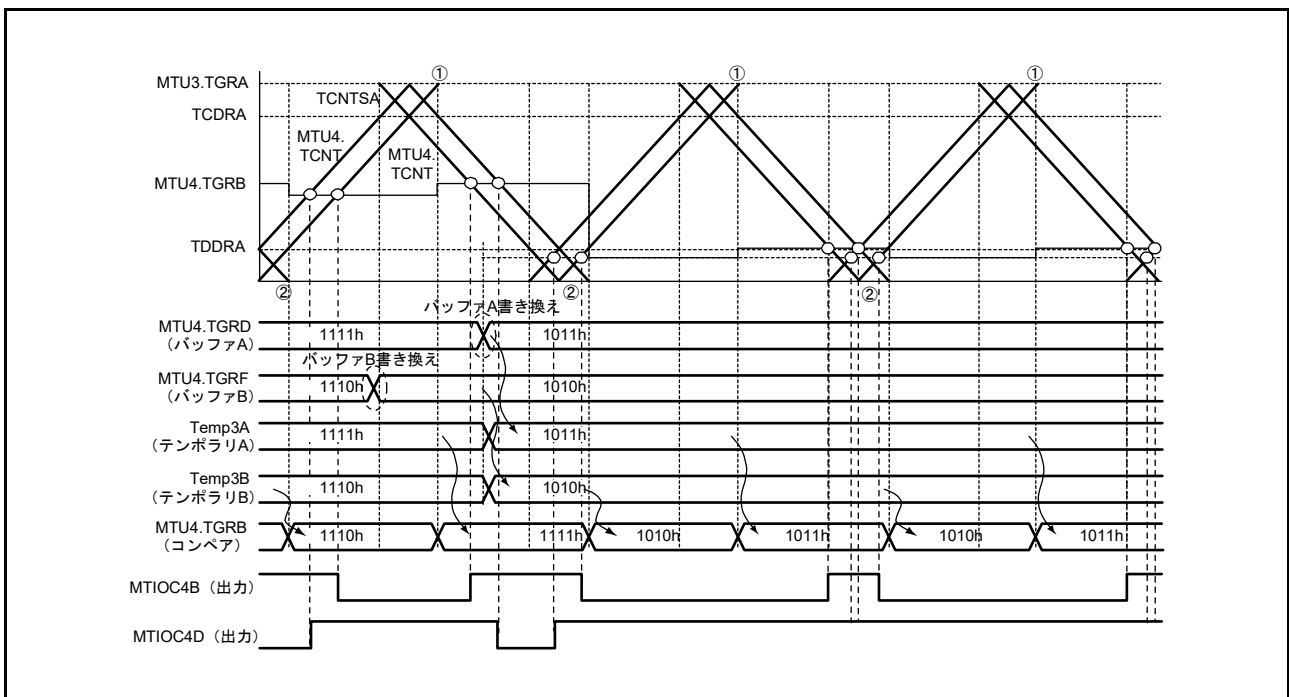 MTU3.TGRA
①
①
①
TCNTSA
TCDRA
MTU4.
TCNT
MTU4.
TCNT
MTU4.TGRB
TDDRA
②
②
②
バッファA書き換え
MTU4.TGRD
(バッファA)
1111h
1011h
バッファB書き換え
MTU4.TGRF
(バッファB)
1110h
1010h
Temp3A
(テンポラリA)
1111h
1011h
Temp3B
(テンポラリB)
1110h
1010h
MTU4.TGRB
(コンペア)
1110h
1111h
1010h
1011h
1010h
1011h
MTIOC4B(出力)
MTIOC4D(出力)